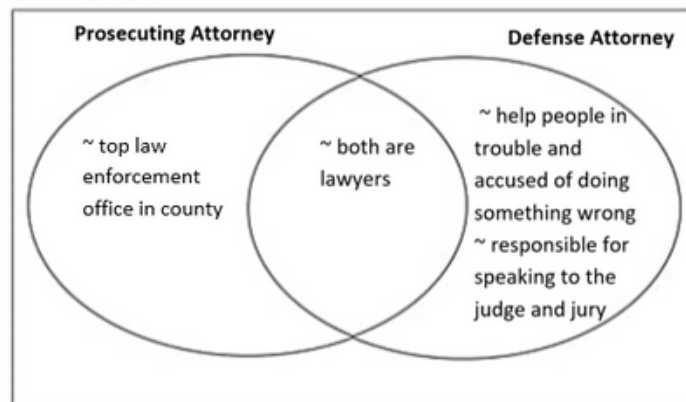 Prosecuting Attorney
Defense Attorney
~ top law
enforcement
office in county
~ both are
lawyers
~ help people in
trouble and
accused of doing
something wrong
~ responsible for
speaking to the
judge and jury